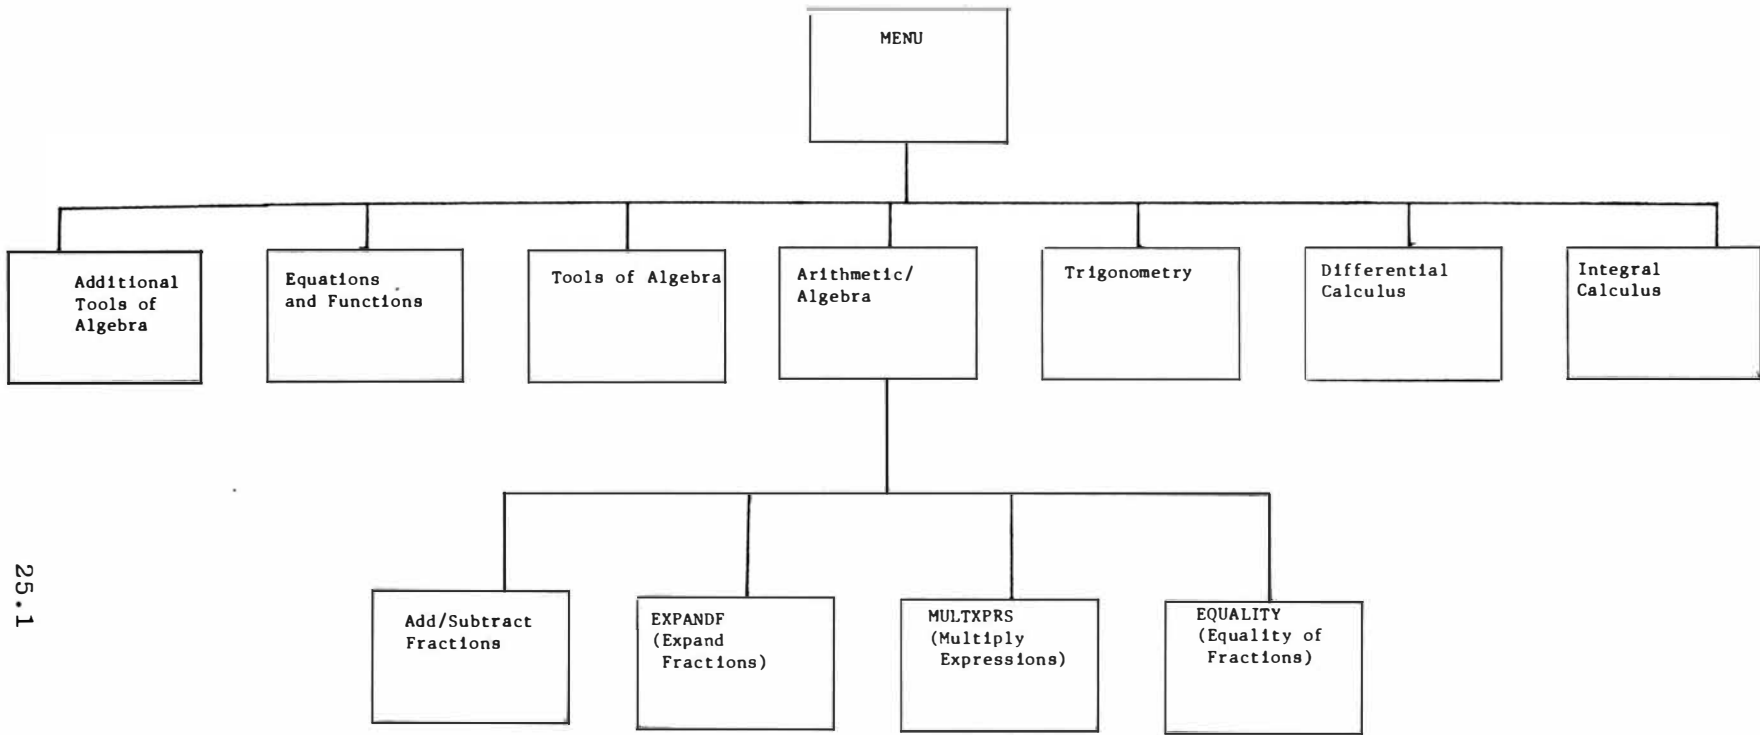 MENU
Additional
Tools of
Algebra
Equations
and Functions
Tools of Algebra
Arithmetic/
Algebra
Trigonometry
Differential
Calculus
Integral
Calculus
Add/Subtract
Fractions
EXPANDF
(Expand
Fractions)
MULTXPRS
(Multiply
Expressions)
EQUALITY
(Equality of
Fractions)
25.1